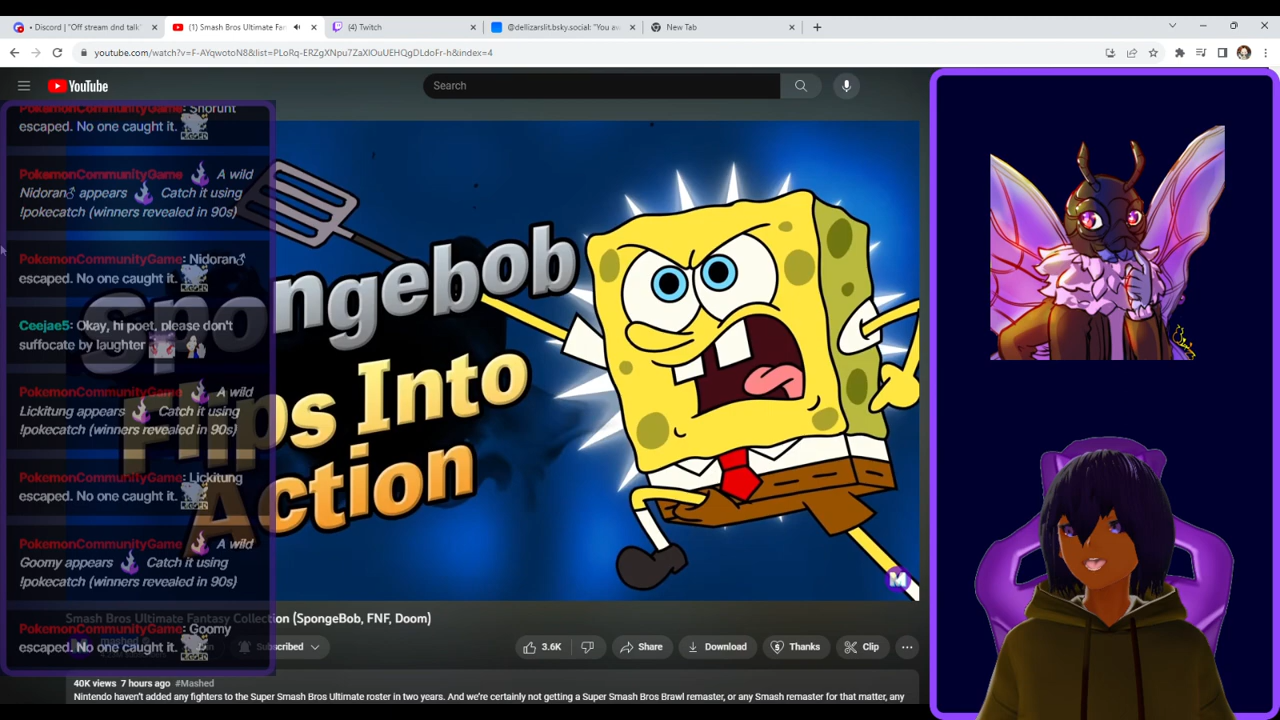 • Discord | "Off stream dnd talk"
(1) Smash Bros Ultimate Fan
(4) Twitch
@dellizarslit.bsky.social: "You aw
New Tab
youtube.com/watch?v=F-AYqwotoN8&list=PLoRq-ERZgXNpu7ZaXlOuUEHQgDLdoFr-h&index=4
YouTube
Search
PokemonCommunityGame: Snorunt
escaped. No one caught it.
PokemonCommunityGame A wild
Nidoran♂ appears Catch it using
!pokecatch (winners revealed in 90s)
PokemonCommunityGame: Nidoran♂
escaped. No one caught it.
Ceejae5: Okay, hi poet, please don't
suffocate by laughter
PokemonCommunityGame A wild
Lickitung appears Catch it using
!pokecatch (winners revealed in 90s)
PokemonCommunityGame: Lickitung
escaped. No one caught it.
PokemonCommunityGame A wild
Goomy appears Catch it using
!pokecatch (winners revealed in 90s)
PokemonCommunityGame: Goomy
escaped. No one caught it.
Spongebob
Flips Into
Action
M
Smash Bros Ultimate Fantasy Collection (SpongeBob, FNF, Doom)
mashed
Subscribed
3.6K
Share
Download
Thanks
Clip
40K views 7 hours ago #Mashed
Nintendo haven't added any fighters to the Super Smash Bros Ultimate roster in two years. And we're certainly not getting a Super Smash Bros Brawl remaster, or any Smash remaster for that matter, any